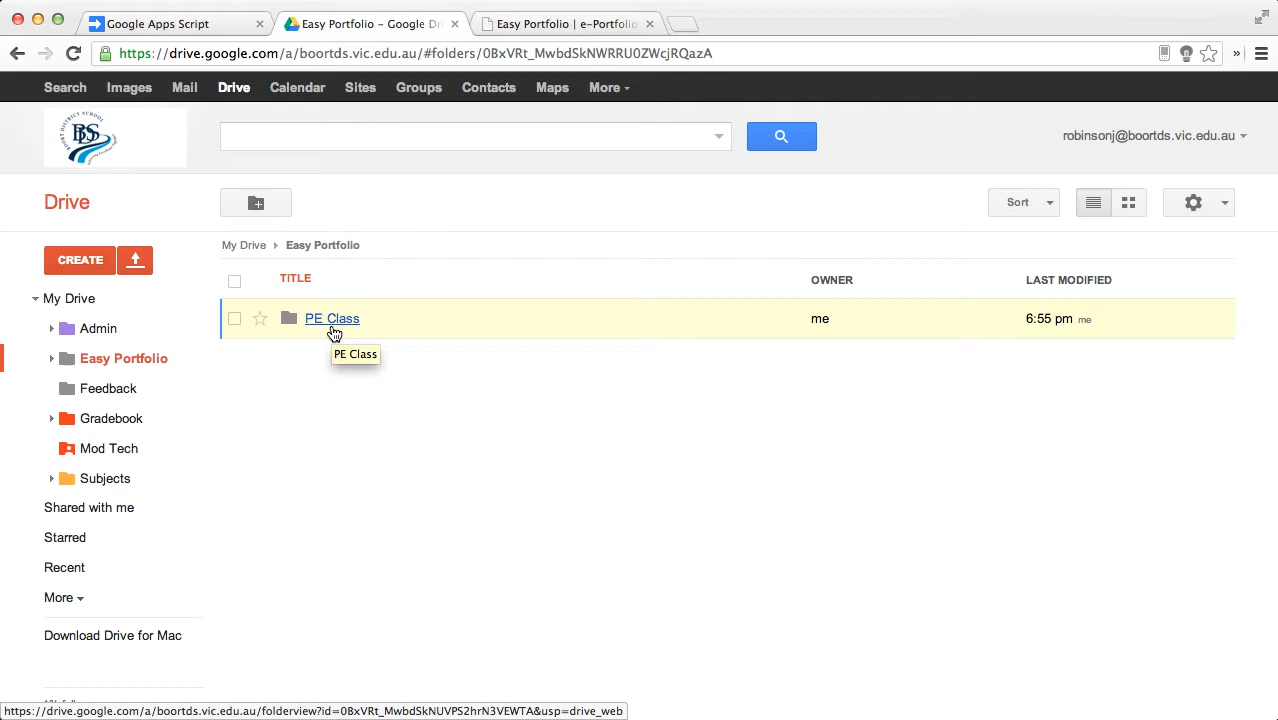 Google Apps Script
Easy Portfolio – Google Dri
Easy Portfolio | e-Portfolio
https://drive.google.com/a/boortds.vic.edu.au/#folders/0BxVRt_MwbdSkNWRRU0ZWcjRQazA
Search Images Mail Drive Calendar Sites Groups Contacts Maps More
BDS
robinsonj@boortds.vic.edu.au
Drive
Sort
My Drive Easy Portfolio
CREATE
TITLE OWNER LAST MODIFIED
My Drive
PE Class me 6:55 pm me
Admin
PE Class
Easy Portfolio
Feedback
Gradebook
Mod Tech
Subjects
Shared with me
Starred
Recent
More
Download Drive for Mac
https://drive.google.com/a/boortds.vic.edu.au/folderview?id=0BxVRt_MwbdSkNUVPS2hrN3VEWTA&usp=drive_web